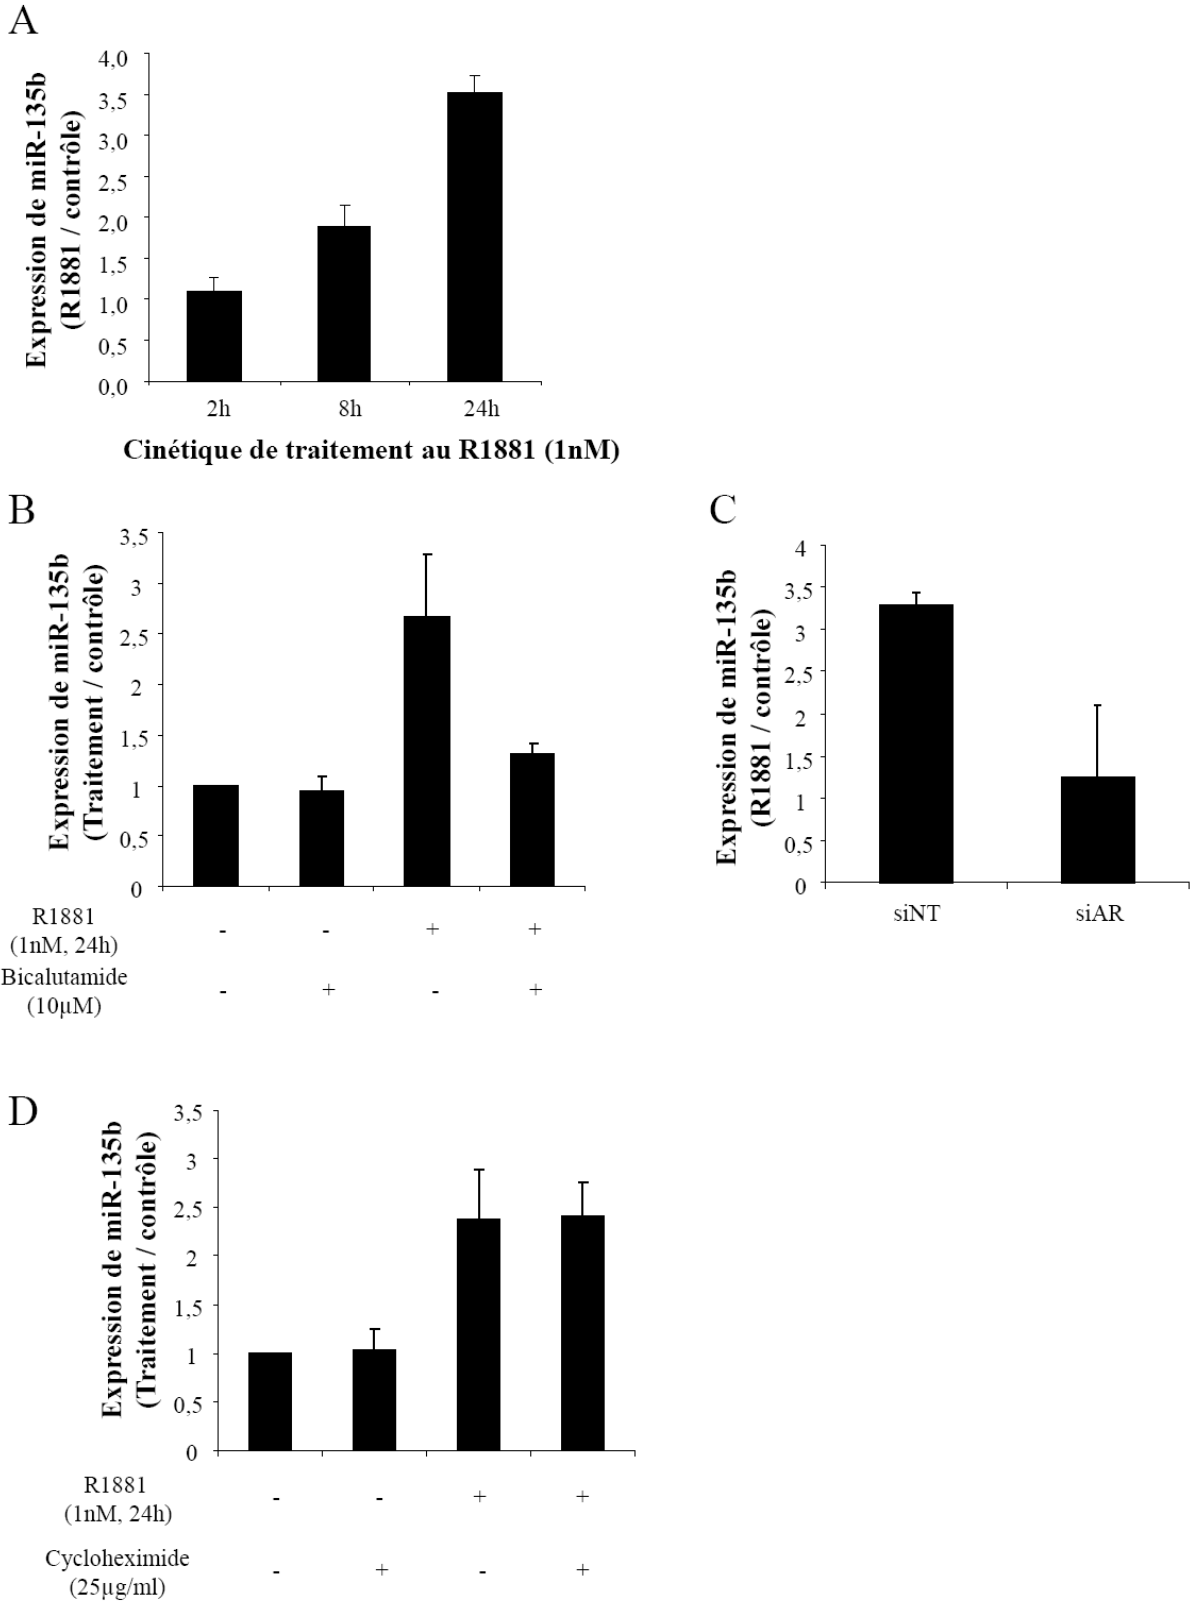 A
Expression de miR-135b
(R1881 / contrôle)
4,0
3,5
3,0
2,5
2,0
1,5
1,0
0,5
0,0
2h 8h 24h
Cinétique de traitement au R1881 (1nM)
B
Expression de miR-135b
(Traitement / contrôle)
3,5
3
2,5
2
1,5
1
0,5
0
R1881
(1nM, 24h)
- - + +
Bicalutamide
(10µM)
- + - +
C
Expression de miR-135b
(R1881 / contrôle)
4
3,5
3
2,5
2
1,5
1
0,5
0
siNT siAR
D
Expression de miR-135b
(Traitement / contrôle)
3,5
3
2,5
2
1,5
1
0,5
0
R1881
(1nM, 24h)
- - + +
Cycloheximide
(25µg/ml)
- + - +